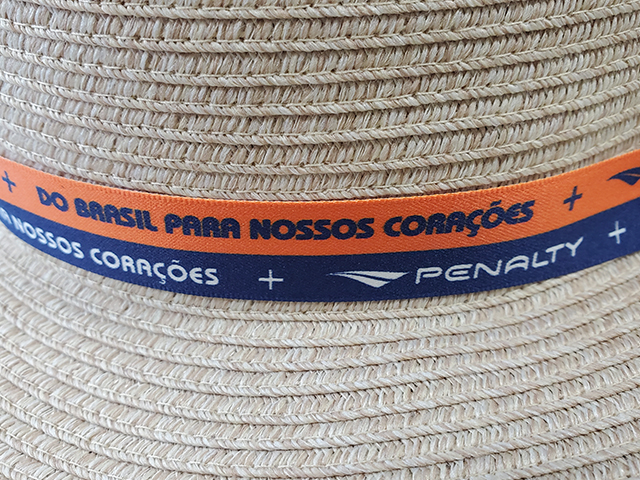 + DO BRASIL PARA NOSSOS CORAÇÕES +
NOSSOS CORAÇÕES + PENALTY +